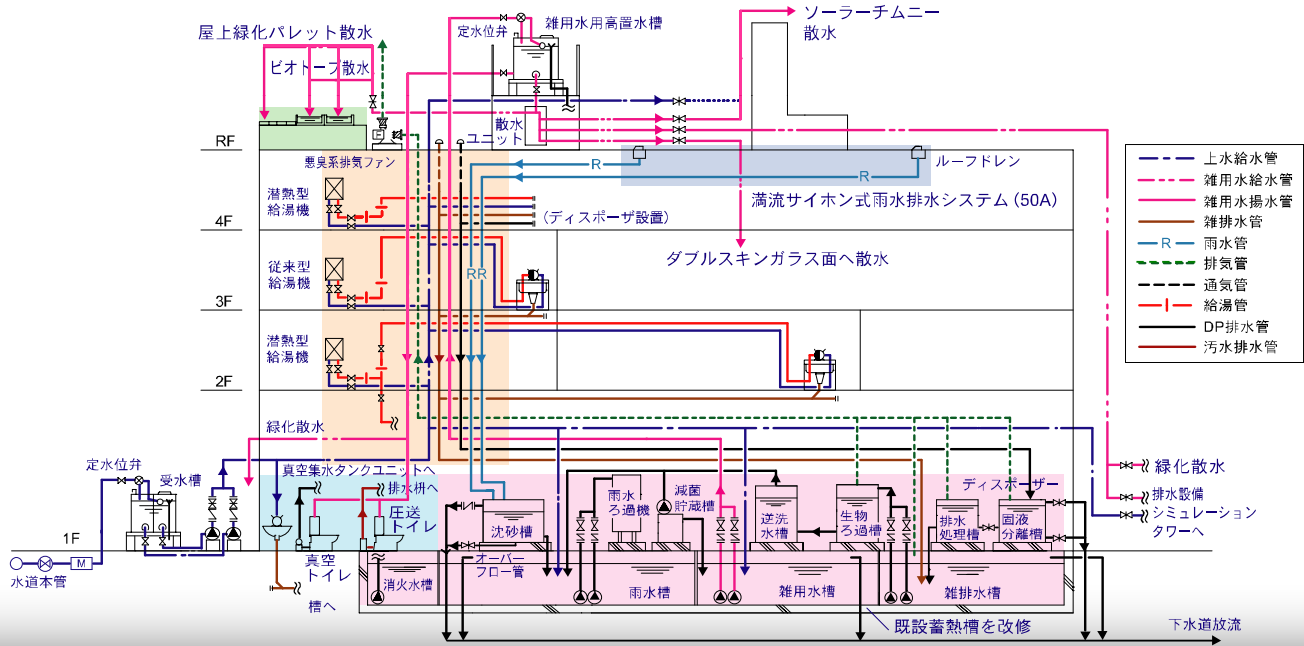 ソーラーチムニー
散水
雑用水用高置水槽
定水位弁
屋上緑化パレット散水
ビオトープ散水
散水
ユニット
RF
悪臭系排気ファン
R
R
ルーフドレン
満流サイホン式雨水排水システム(50A)
潜熱型
給湯機
(ディスポーザ設置)
4F
ダブルスキンガラス面へ散水
従来型
給湯機
RR
3F
潜熱型
給湯機
2F
上水給水管
雑用水給水管
雑用水揚水管
雑排水管
R
雨水管
排気管
通気管
給湯管
DP排水管
汚水排水管
緑化散水
定水位弁
受水槽
真空集水タンクユニットへ
排水枡へ
圧送
トイレ
真空
トイレ
槽へ
1F
M
水道本管
消火水槽
沈砂槽
オーバー
フロー管
雨水
ろ過機
減菌
貯蔵槽
雨水槽
逆洗
水槽
生物
ろ過槽
雑用水槽
ディスポーザー
排水
処理槽
固液
分離槽
雑排水槽
緑化散水
排水設備
シミュレーション
タワーへ
既設蓄熱槽を改修
下水道放流